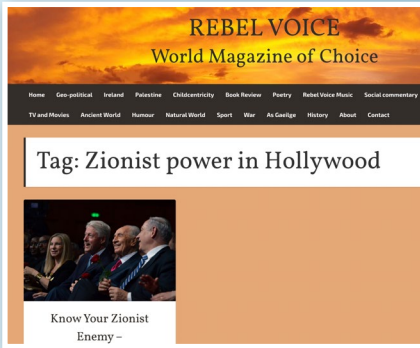 REBEL VOICE
World Magazine of Choice
Home Geo-political Ireland Palestine Childcentricity Book Review Poetry Rebel Voice Music Social commentary
TV and Movies Ancient World Humour Natural World Sport War As Gaeilge History About Contact
Tag: Zionist power in Hollywood
Know Your Zionist
Enemy –